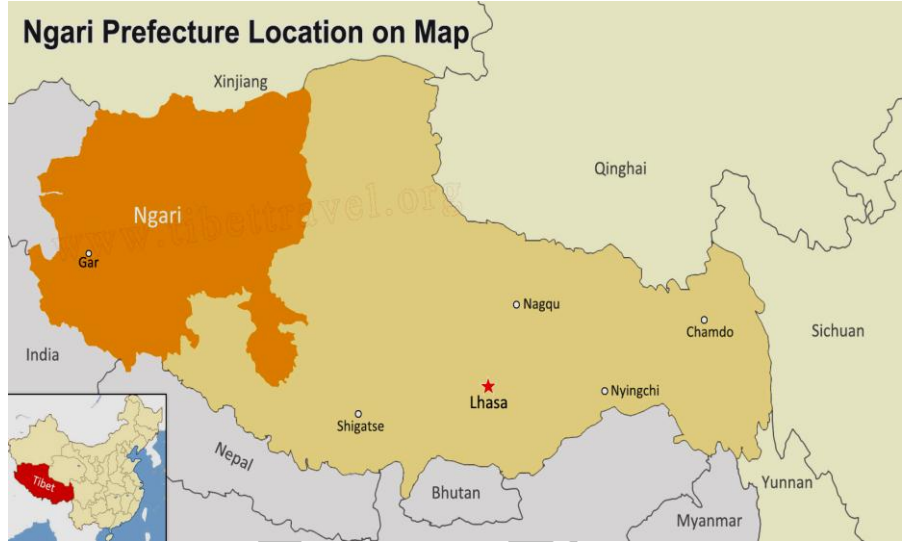 Ngari Prefecture Location on Map
Xinjiang
Qinghai
Ngari
www.tibettravel.org
Gar
Nagqu
Chamdo
Sichuan
India
Lhasa
Nyingchi
Shigatse
Nepal
Tibet
Bhutan
Yunnan
Myanmar